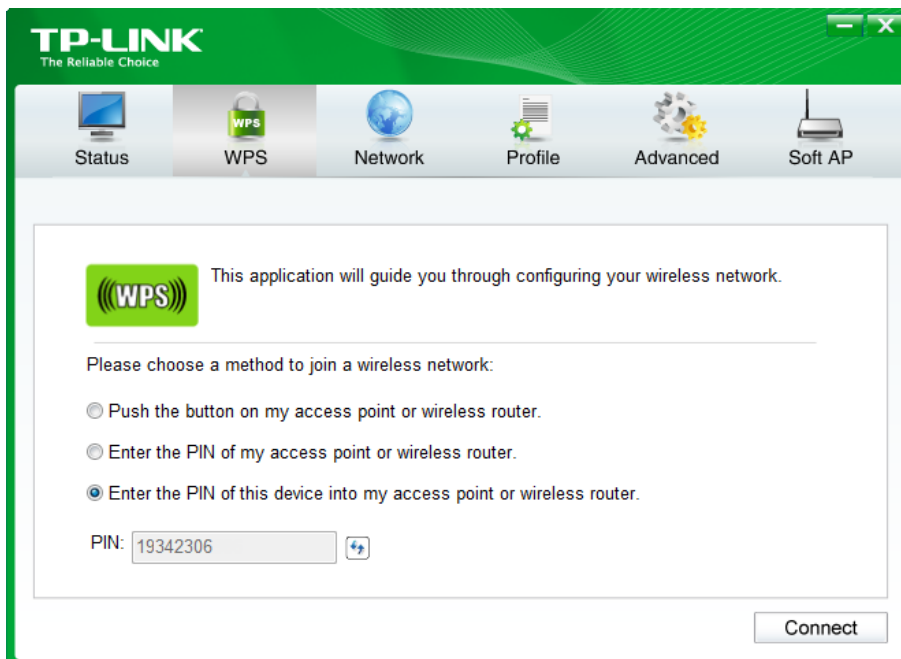 TP-LINK
The Reliable Choice
WPS
Status WPS Network Profile Advanced Soft AP
(((WPS))) This application will guide you through configuring your wireless network.
Please choose a method to join a wireless network:
Push the button on my access point or wireless router.
Enter the PIN of my access point or wireless router.
Enter the PIN of this device into my access point or wireless router.
PIN: 19342306
Connect